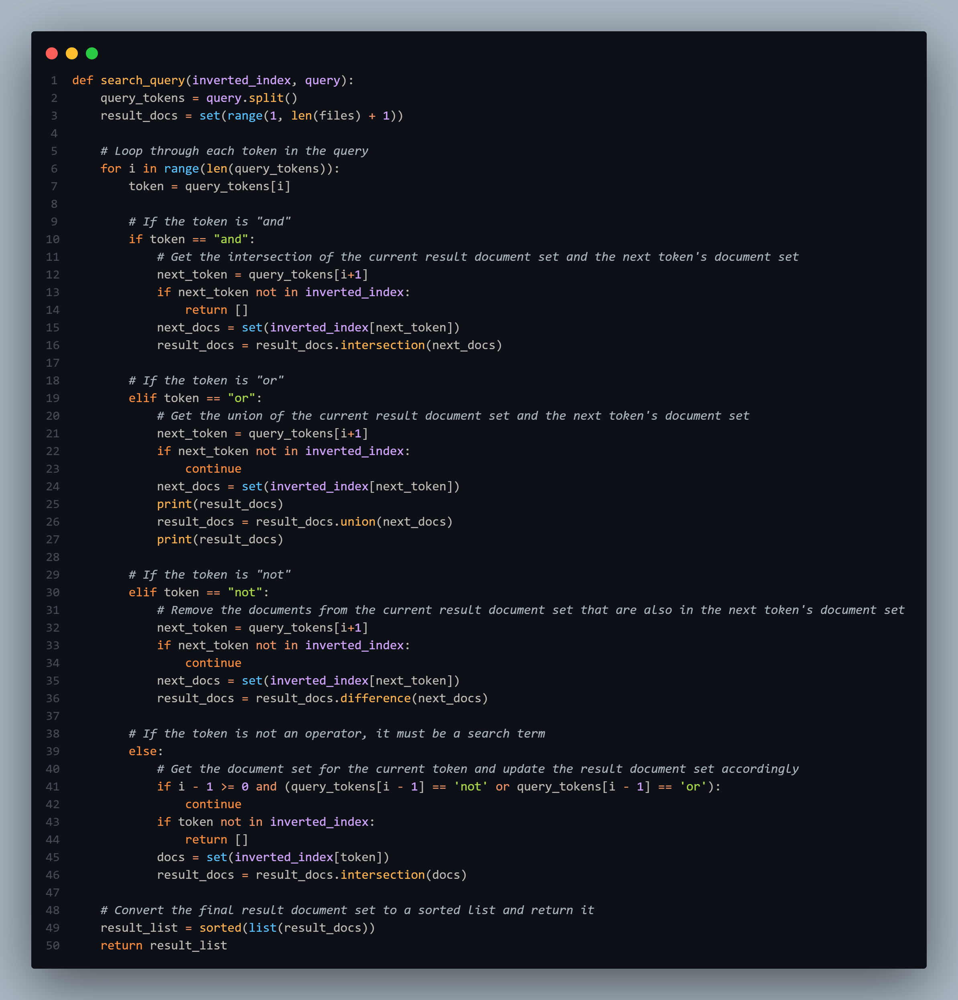 1 def search_query(inverted_index, query):
2     query_tokens = query.split()
3     result_docs = set(range(1, len(files) + 1))
4
5     # Loop through each token in the query
6     for i in range(len(query_tokens)):
7         token = query_tokens[i]
8
9         # If the token is "and"
10         if token == "and":
11             # Get the intersection of the current result document set and the next token's document set
12             next_token = query_tokens[i+1]
13             if next_token not in inverted_index:
14                 return []
15             next_docs = set(inverted_index[next_token])
16             result_docs = result_docs.intersection(next_docs)
17
18         # If the token is "or"
19         elif token == "or":
20             # Get the union of the current result document set and the next token's document set
21             next_token = query_tokens[i+1]
22             if next_token not in inverted_index:
23                 continue
24             next_docs = set(inverted_index[next_token])
25             print(result_docs)
26             result_docs = result_docs.union(next_docs)
27             print(result_docs)
28
29         # If the token is "not"
30         elif token == "not":
31             # Remove the documents from the current result document set that are also in the next token's document set
32             next_token = query_tokens[i+1]
33             if next_token not in inverted_index:
34                 continue
35             next_docs = set(inverted_index[next_token])
36             result_docs = result_docs.difference(next_docs)
37
38         # If the token is not an operator, it must be a search term
39         else:
40             # Get the document set for the current token and update the result document set accordingly
41             if i - 1 >= 0 and (query_tokens[i - 1] == 'not' or query_tokens[i - 1] == 'or'):
42                 continue
43             if token not in inverted_index:
44                 return []
45             docs = set(inverted_index[token])
46             result_docs = result_docs.intersection(docs)
47
48     # Convert the final result document set to a sorted list and return it
49     result_list = sorted(list(result_docs))
50     return result_list